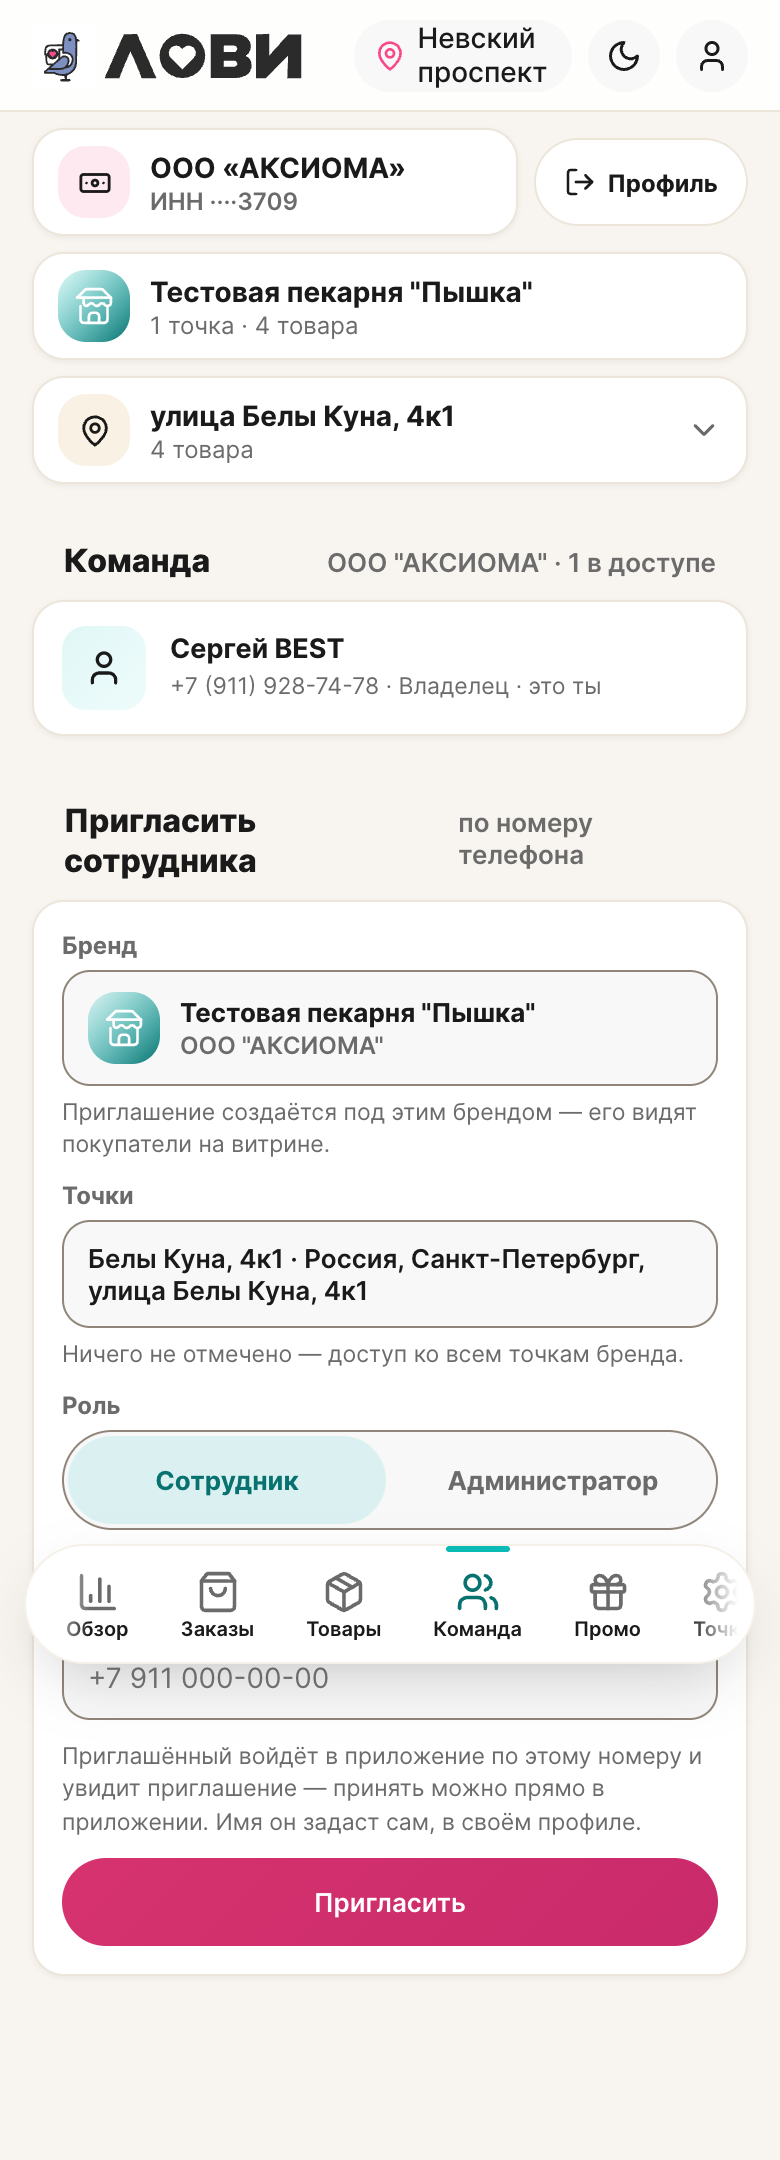 ЛОВИ
Невский
проспект
ООО «АКСИОМА»
ИНН ····3709
Профиль
Тестовая пекарня "Пышка"
1 точка · 4 товара
улица Белы Куна, 4к1
4 товара
Команда
ООО "АКСИОМА" · 1 в доступе
Сергей BEST
+7 (911) 928-74-78 · Владелец · это ты
Пригласить
сотрудника
по номеру
телефона
Бренд
Тестовая пекарня "Пышка"
ООО "АКСИОМА"
Приглашение создаётся под этим брендом — его видят
покупатели на витрине.
Точки
Белы Куна, 4к1 · Россия, Санкт-Петербург,
улица Белы Куна, 4к1
Ничего не отмечено — доступ ко всем точкам бренда.
Роль
Сотрудник
Администратор
Обзор
Заказы
Товары
Команда
Промо
+7 911 000-00-00
Приглашённый войдёт в приложение по этому номеру и
увидит приглашение — принять можно прямо в
приложении. Имя он задаст сам, в своём профиле.
Пригласить